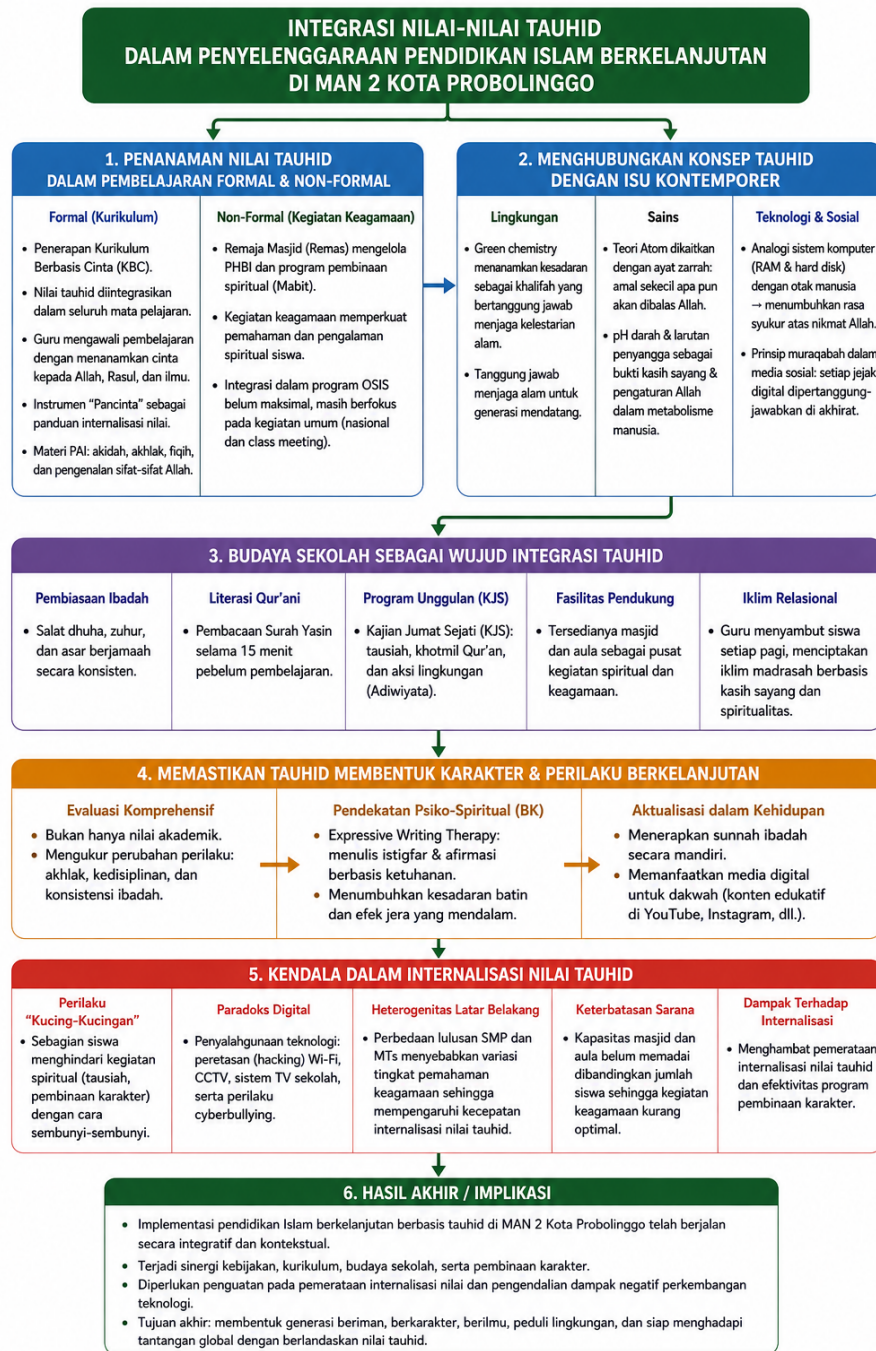 INTEGRASI NILAI-NILAI TAUHID
DALAM PENYELENGGARAAN PENDIDIKAN ISLAM BERKELANJUTAN
DI MAN 2 KOTA PROBOLINGGO
1. PENANAMAN NILAI TAUHID
DALAM PEMBELAJARAN FORMAL & NON-FORMAL
Formal (Kurikulum)
• Penerapan Kurikulum
Berbasis Cinta (KBC).
• Nilai tauhid diintegrasikan
dalam seluruh mata pelajaran.
• Guru mengawali pembelajaran
dengan menanamkan cinta
kepada Allah, Rasul, dan ilmu.
• Instrumen “Pancinta” sebagai
panduan internalisasi nilai.
• Materi PAI: akidah, akhlak, fiqih,
dan pengenalan sifat-sifat Allah.
Non-Formal (Kegiatan Keagamaan)
• Remaja Masjid (Remas) mengelola
PHBI dan program pembinaan
spiritual (Mabit).
• Kegiatan keagamaan memperkuat
pemahaman dan pengalaman
spiritual siswa.
• Integrasi dalam program OSIS
belum maksimal, masih berfokus
pada kegiatan umum (nasional
dan class meeting).
2. MENGHUBUNGKAN KONSEP TAUHID
DENGAN ISU KONTEMPORER
Lingkungan
• Green chemistry
menanamkan kesadaran
sebagai khalifah yang
bertanggung jawab
menjaga kelestarian
alam.
• Tanggung jawab
menjaga alam untuk
generasi mendatang.
Sains
• Teori Atom dikaitkan
dengan ayat zarrah:
amal sekecil apa pun
akan dibalas Allah.
• pH darah & larutan
penyangga sebagai
bukti kasih sayang &
pengaturan Allah
dalam metabolisme
manusia.
Teknologi & Sosial
• Analogi sistem komputer
(RAM & hard disk)
dengan otak manusia
→ menumbuhkan rasa
syukur atas nikmat Allah.
• Prinsip muraqabah dalam
media sosial: setiap jejak
digital dipertanggung-
jawabkan di akhirat.
3. BUDAYA SEKOLAH SEBAGAI WUJUD INTEGRASI TAUHID
Pembiasaan Ibadah
• Salat dhuha, zuhur,
dan asar berjamaah
secara konsisten.
Literasi Qur’ani
• Pembacaan Surah Yasin
selama 15 menit
pebelum pembelajaran.
Program Unggulan (KJS)
• Kajian Jumat Sejati (KJS):
tausiah, khotmil Qur’an,
dan aksi lingkungan
(Adiwiyata).
Fasilitas Pendukung
• Tersedianya masjid
dan aula sebagai pusat
kegiatan spiritual dan
keagamaan.
Iklim Relasional
• Guru menyambut siswa
setiap pagi, menciptakan
iklim madrasah berbasis
kasih sayang dan
spiritualitas.
4. MEMASTIKAN TAUHID MEMBENTUK KARAKTER & PERILAKU BERKELANJUTAN
Evaluasi Komprehensif
• Bukan hanya nilai akademik.
• Mengukur perubahan perilaku:
akhlak, kedisiplinan, dan
konsistensi ibadah.
Pendekatan Psiko-Spiritual (BK)
• Expressive Writing Therapy:
menulis istigfar & afirmasi
berbasis ketuhanan.
• Menumbuhkan kesadaran batin
dan efek jera yang mendalam.
Aktualisasi dalam Kehidupan
• Menerapkan sunnah ibadah
secara mandiri.
• Memanfaatkan media digital
untuk dakwah (konten edukatif
di YouTube, Instagram, dll.).
5. KENDALA DALAM INTERNALISASI NILAI TAUHID
Perilaku
“Kucing-Kucingan”
• Sebagian siswa
menghindari kegiatan
spiritual (tausiah,
pembinaan karakter)
dengan cara
sembunyi-sembunyi.
Paradoks Digital
• Penyalahgunaan teknologi:
peretasan (hacking) Wi-Fi,
CCTV, sistem TV sekolah,
serta perilaku
cyberbullying.
Heterogenitas Latar Belakang
• Perbedaan lulusan SMP dan
MTs menyebabkan variasi
tingkat pemahaman
keagamaan sehingga
mempengaruhi kecepatan
internalisasi nilai tauhid.
Keterbatasan Sarana
• Kapasitas masjid dan
aula belum memadai
dibandingkan jumlah
siswa sehingga kegiatan
keagamaan kurang
optimal.
Dampak Terhadap
Internalisasi
• Menghambat pemerataan
internalisasi nilai tauhid
dan efektivitas program
pembinaan karakter.
6. HASIL AKHIR / IMPLIKASI
• Implementasi pendidikan Islam berkelanjutan berbasis tauhid di MAN 2 Kota Probolinggo telah berjalan
secara integratif dan kontekstual.
• Terjadi sinergi kebijakan, kurikulum, budaya sekolah, serta pembinaan karakter.
• Diperlukan penguatan pada pemerataan internalisasi nilai dan pengendalian dampak negatif perkembangan
teknologi.
• Tujuan akhir: membentuk generasi beriman, berkarakter, berilmu, peduli lingkungan, dan siap menghadapi
tantangan global dengan berlandaskan nilai tauhid.